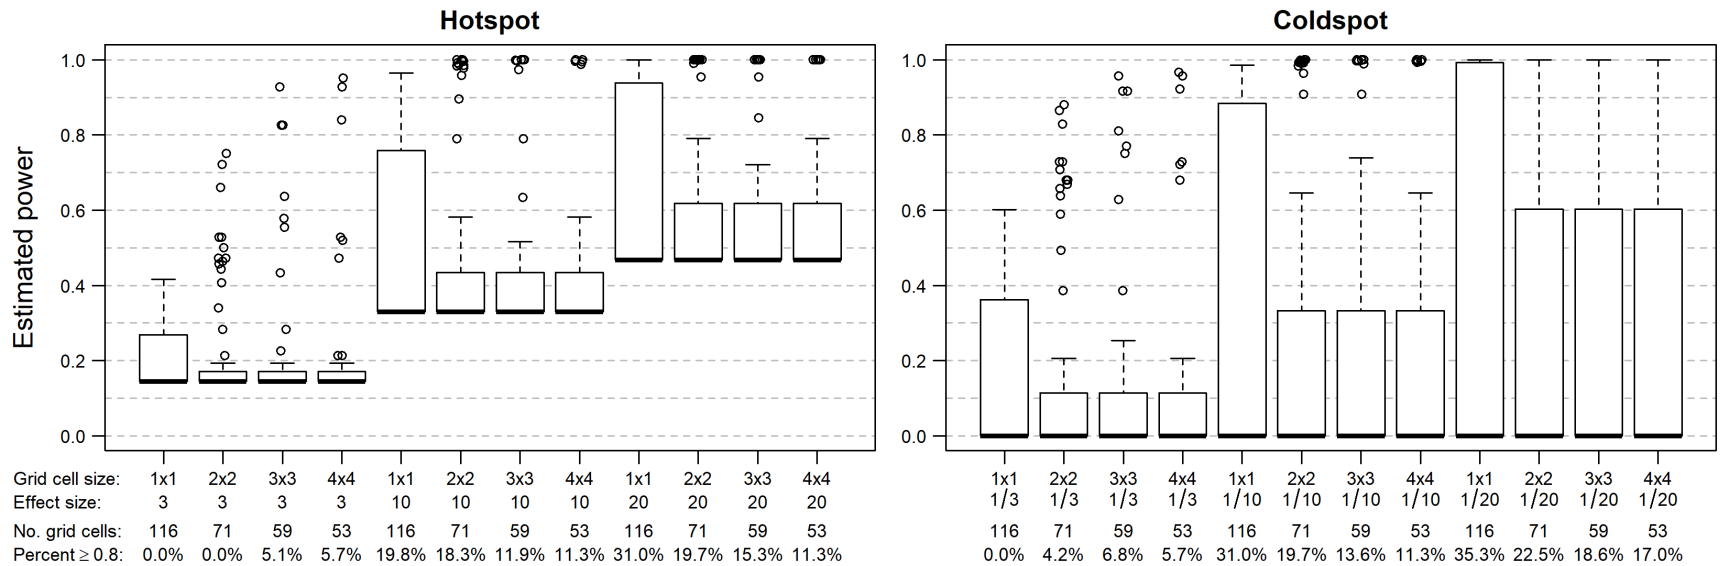 Hotspot
Coldspot
Estimated power
1.0
0.8
0.6
0.4
0.2
0.0
1.0
0.8
0.6
0.4
0.2
0.0
Grid cell size: 1x1 2x2 3x3 4x4 1x1 2x2 3x3 4x4 1x1 2x2 3x3 4x4
Effect size: 3 3 3 3 10 10 10 10 20 20 20 20
No. grid cells: 116 71 59 53 116 71 59 53 116 71 59 53
Percent ≥ 0.8: 0.0% 0.0% 5.1% 5.7% 19.8% 18.3% 11.9% 11.3% 31.0% 19.7% 15.3% 11.3%
1x1 2x2 3x3 4x4 1x1 2x2 3x3 4x4 1x1 2x2 3x3 4x4
1/3 1/3 1/3 1/3 1/10 1/10 1/10 1/10 1/20 1/20 1/20 1/20
116 71 59 53 116 71 59 53 116 71 59 53
0.0% 4.2% 6.8% 5.7% 31.0% 19.7% 13.6% 11.3% 35.3% 22.5% 18.6% 17.0%